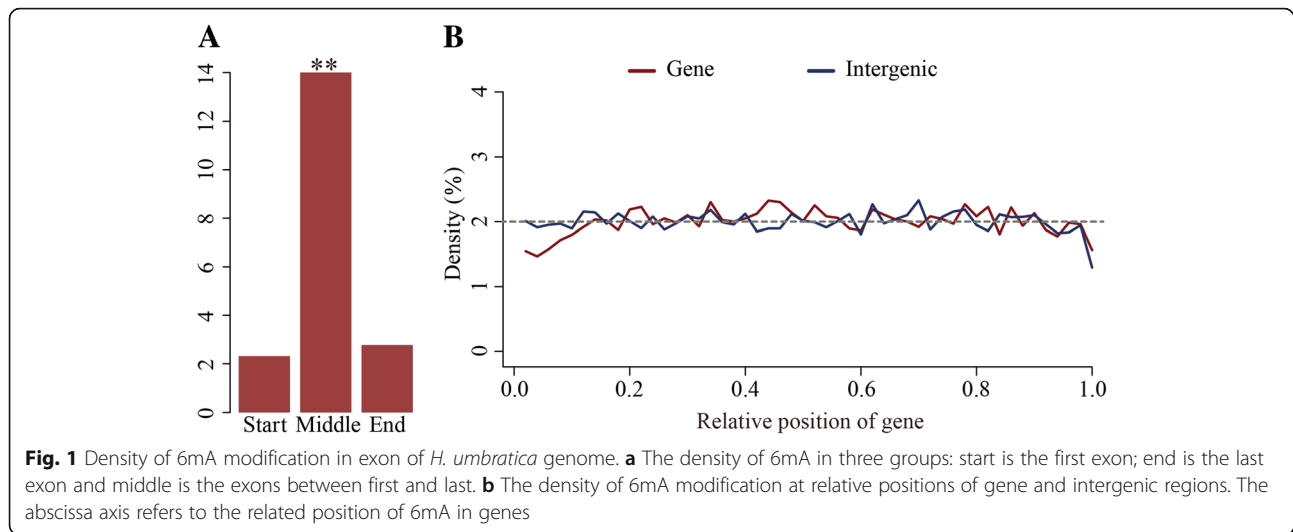 A
**
14
12
10
8
6
4
2
0
Start Middle End
B
Gene Intergenic
Density (%)
4
3
2
1
0
0.0 0.2 0.4 0.6 0.8 1.0
Relative position of gene
Fig. 1 Density of 6mA modification in exon of H. umbratica genome. a The density of 6mA in three groups: start is the first exon; end is the last
exon and middle is the exons between first and last. b The density of 6mA modification at relative positions of gene and intergenic regions. The
abscissa axis refers to the related position of 6mA in genes